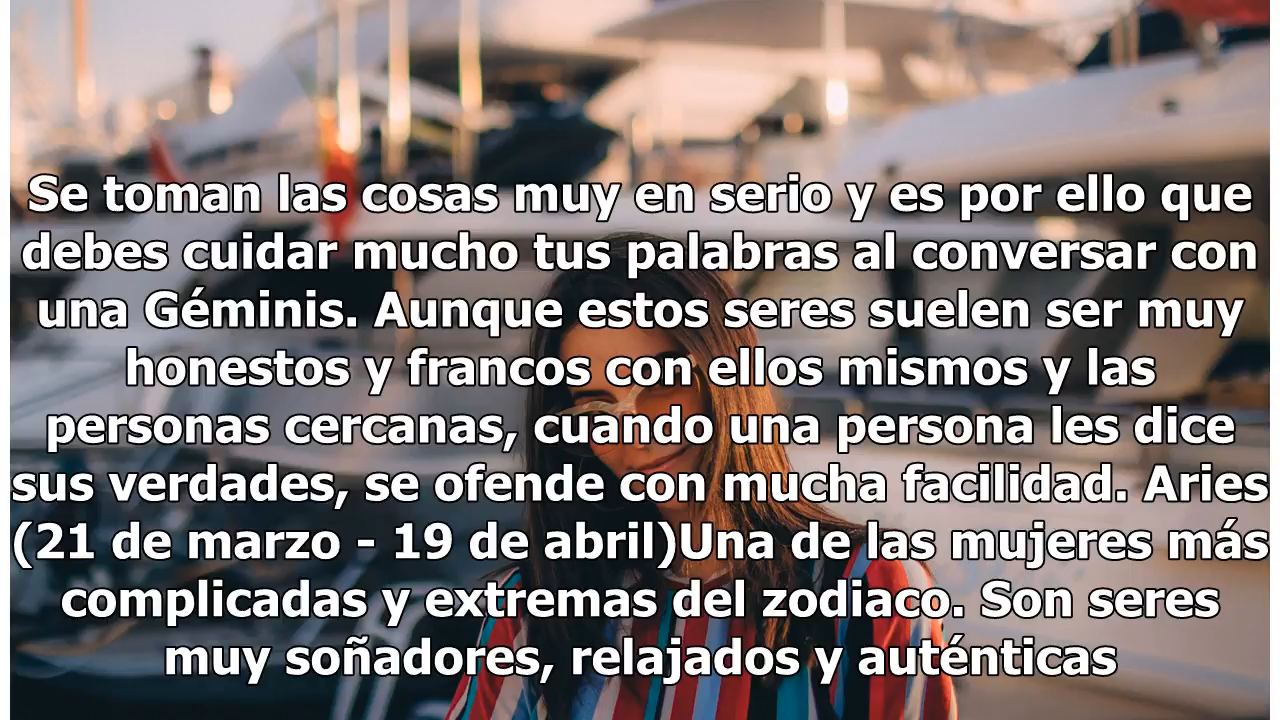 Se toman las cosas muy en serio y es por ello que
debes cuidar mucho tus palabras al conversar con
una Géminis. Aunque estos seres suelen ser muy
honestos y francos con ellos mismos y las
personas cercanas, cuando una persona les dice
sus verdades, se ofende con mucha facilidad. Aries
(21 de marzo - 19 de abril)Una de las mujeres más
complicadas y extremas del zodiaco. Son seres
muy soñadores, relajados y auténticas